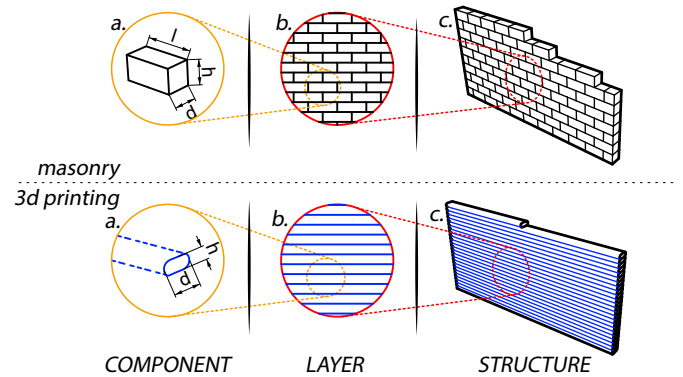 a.
b.
c.
l
h
d
masonry
3d printing
a.
b.
c.
h
d
COMPONENT
LAYER
STRUCTURE